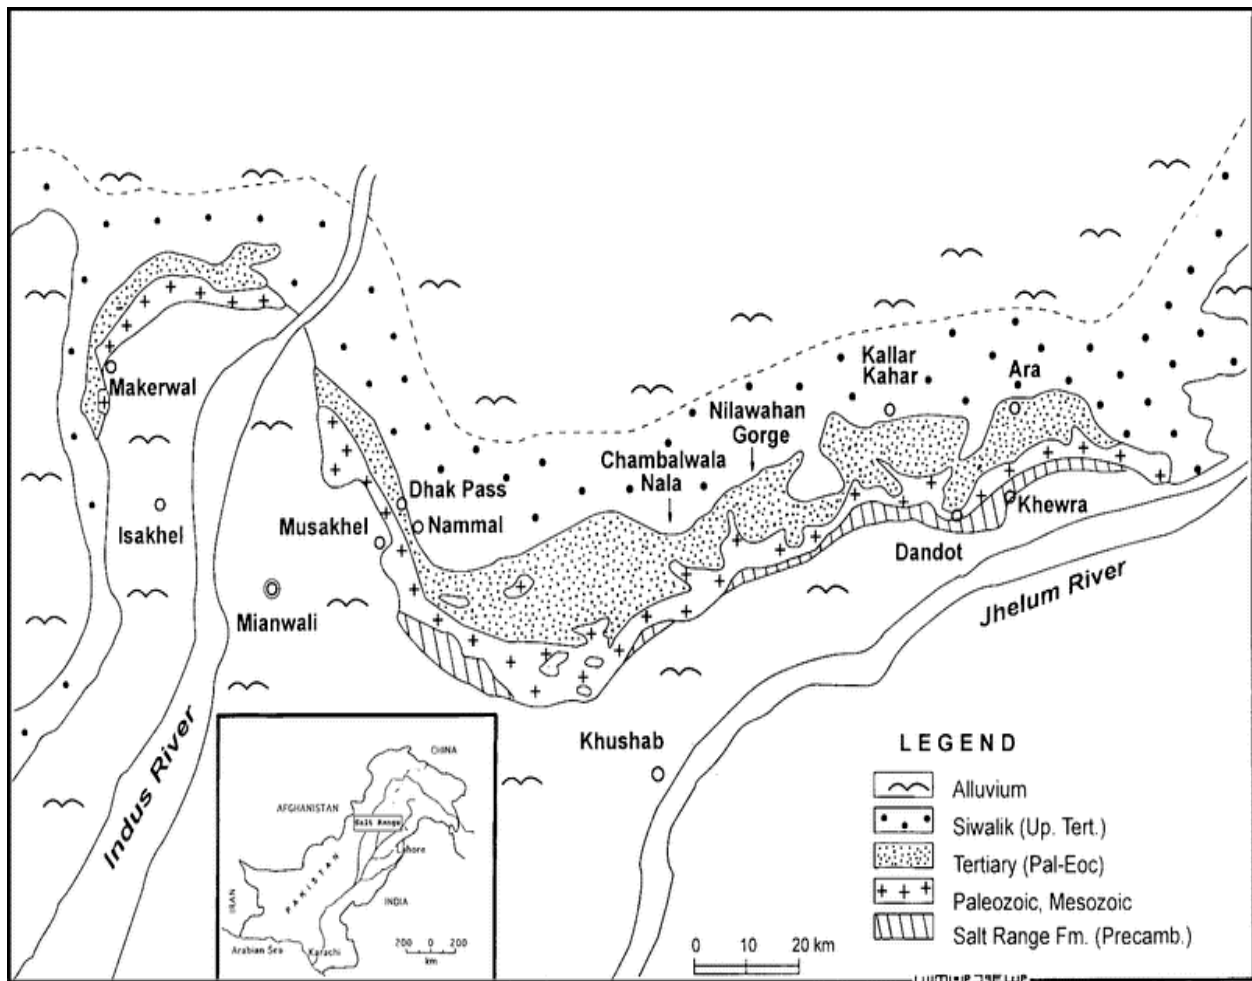 Kallar
Kahar
Ara
Nilawahan
Gorge
Makerwal
Chambalwala
Nala
Dhak Pass
Nammal
Khewra
Isakhel
Musakhel
Dandot
Mianwali
Jhelum River
Khushab
Indus River
LEGEND
Alluvium
Siwalik (Up. Tert.)
Tertiary (Pal-Eoc)
Paleozoic, Mesozoic
Salt Range Fm. (Precamb.)
0 10 20 km
CHINA
AFGHANISTAN
Salt Range
Lahore
PAKISTAN
IRAN
INDIA
Arabian Sea
Karachi
200 0 200
km